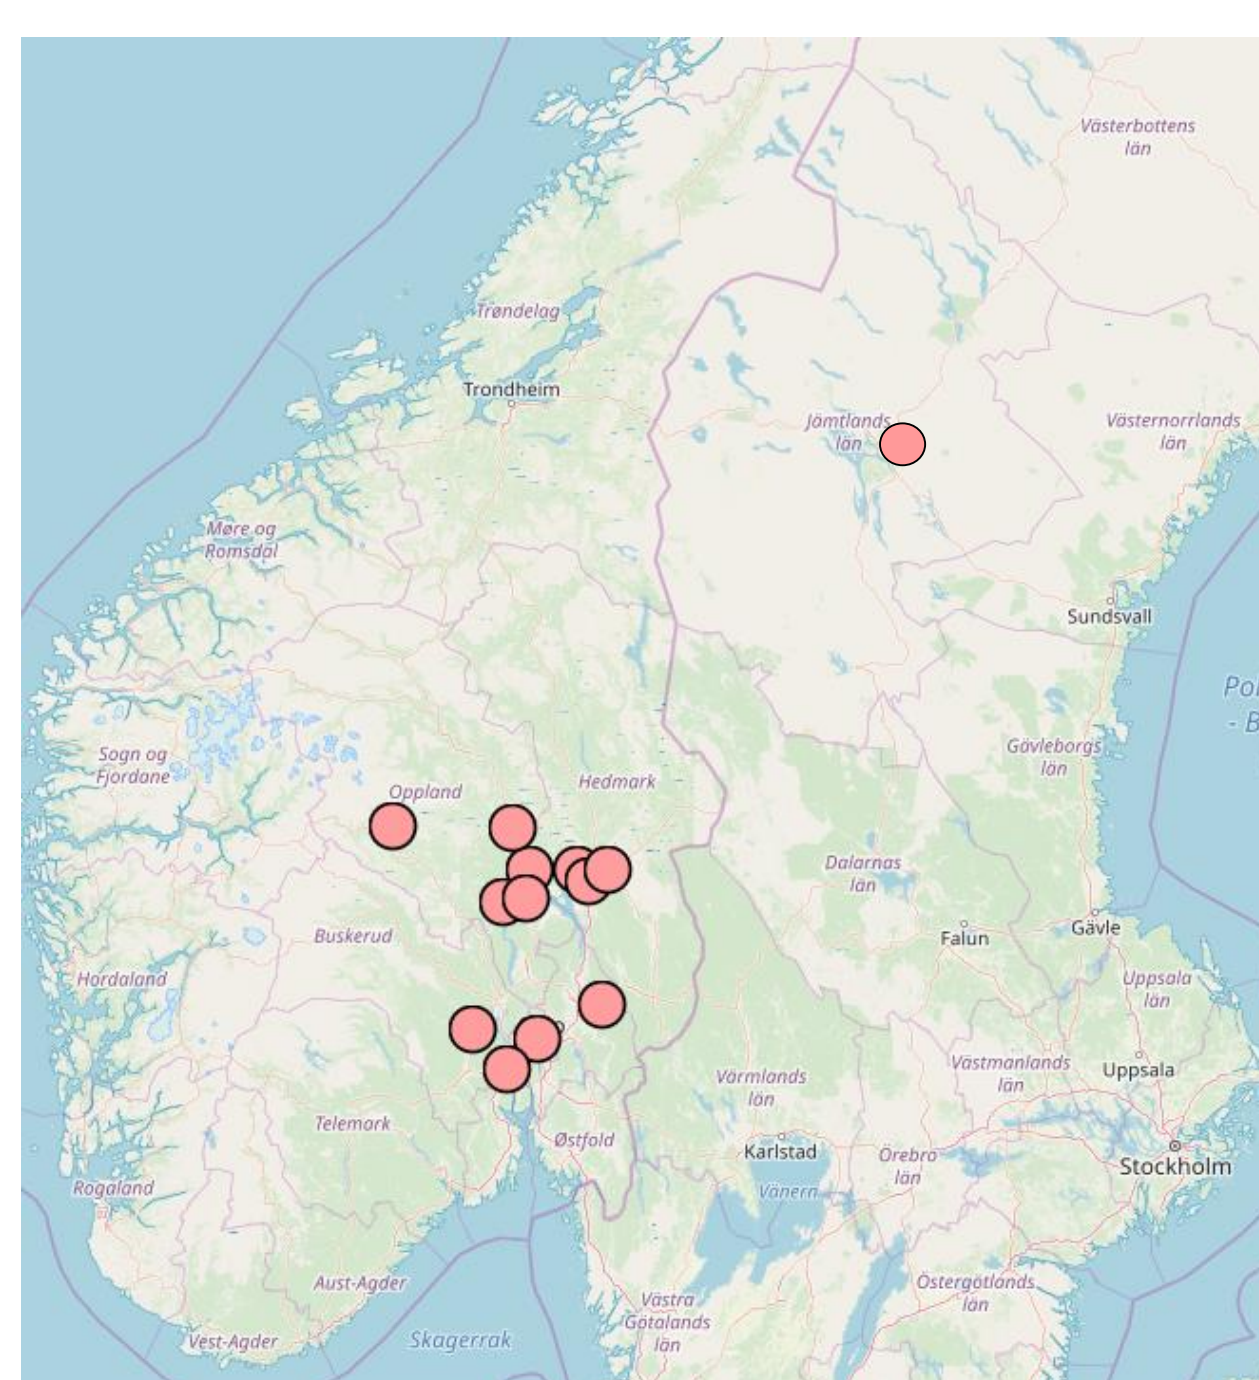 Västerbottens
län
Trøndelag
Trondheim
Jämtlands
län
Västernorrlands
län
Møre og
Romsdal
Sundsvall
Sogn og
Fjordane
Gävleborgs
län
Oppland
Hedmark
Dalarnas
län
Buskerud
Falun
Gävle
Hordaland
Uppsala
län
Värmlands
län
Västmanlands
län
Uppsala
Telemark
Østfold
Karlstad
Örebro
län
Stockholm
Rogaland
Vänern
Aust-Agder
Östergötlands
län
Västra
Götalands
län
Vest-Agder
Skagerrak